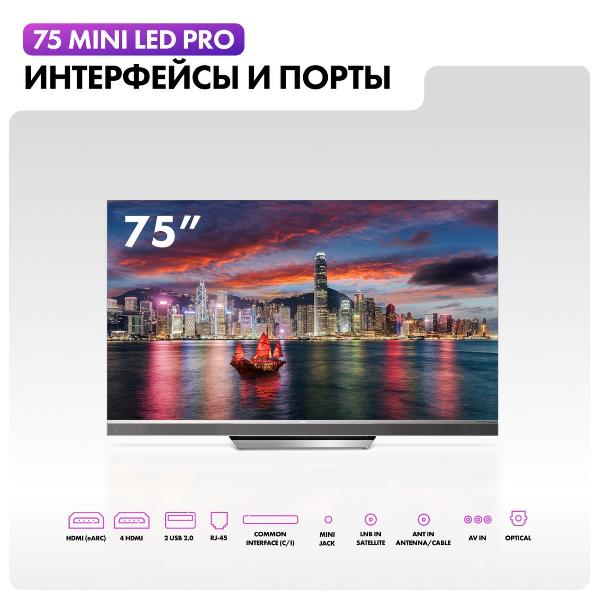 75 MINI LED PRO
ИНТЕРФЕЙСЫ И ПОРТЫ
75”
HDMI (eARC)
4 HDMI
2 USB 2.0
RJ-45
COMMON
INTERFACE (C/I)
MINI
JACK
LNB IN
SATELLITE
ANT IN
ANTENNA/CABLE
AV IN
OPTICAL